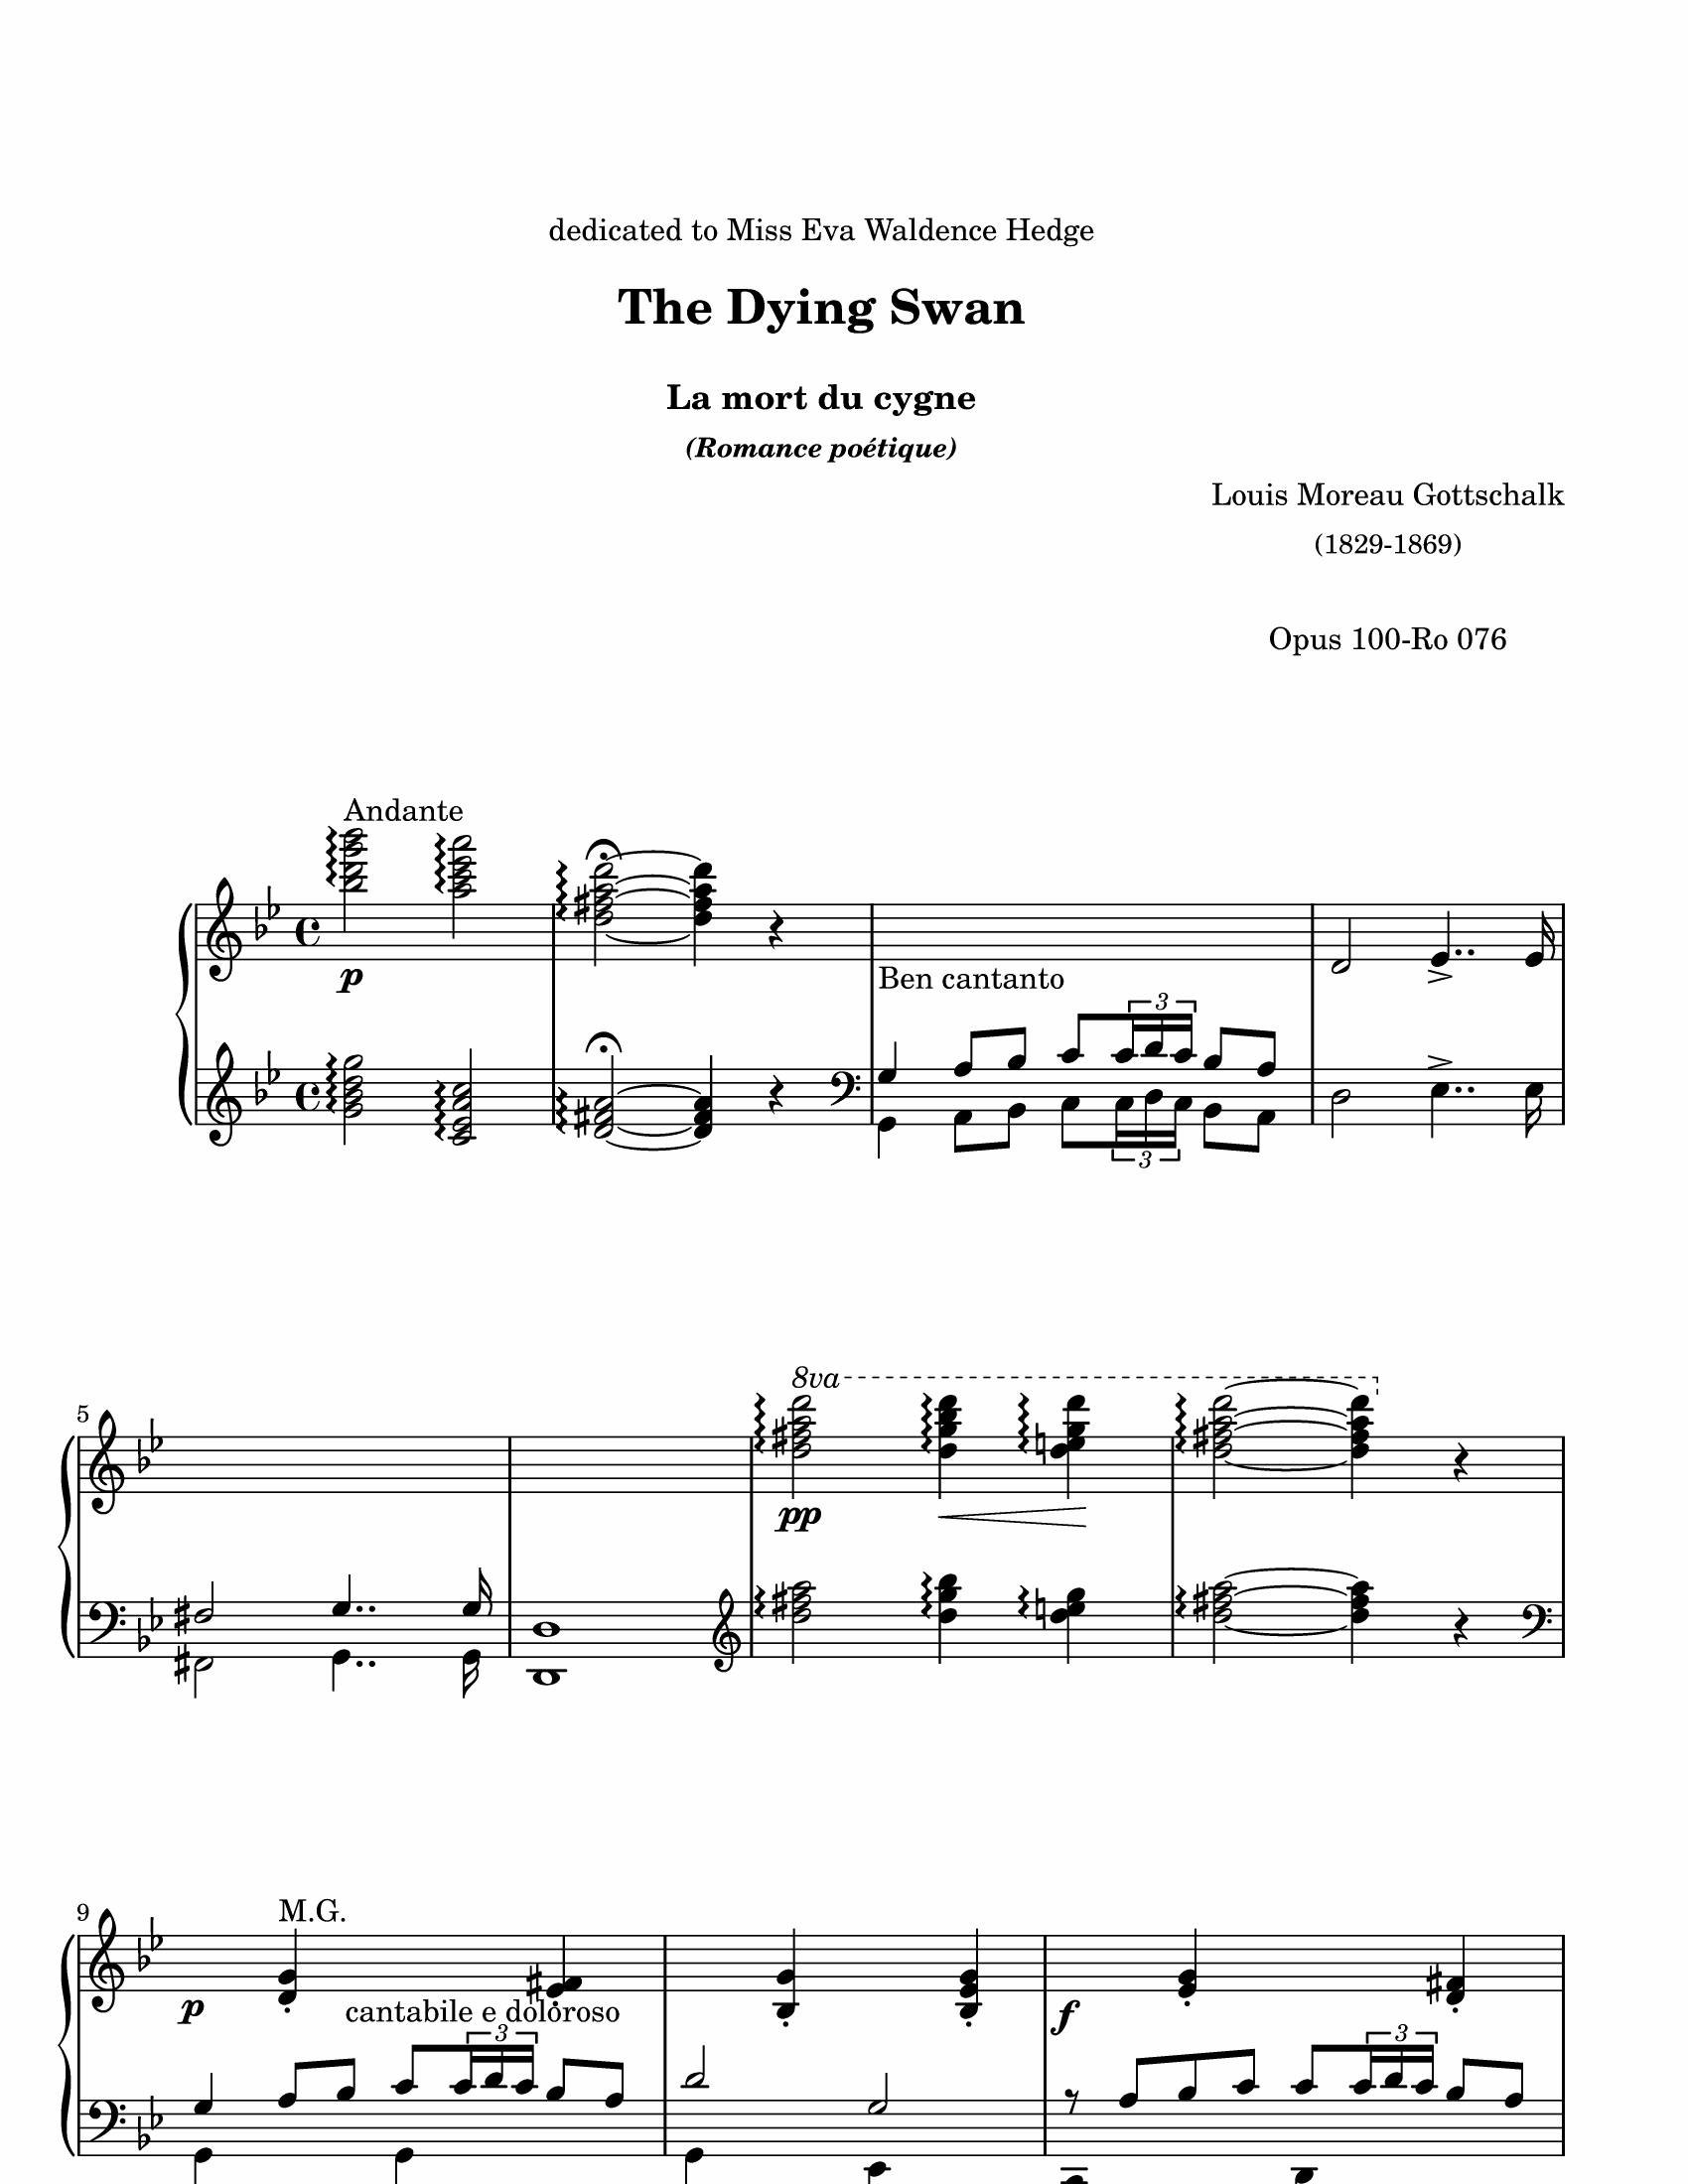 dedicated to Miss Eva Waldence Hedge
The Dying Swan
La mort du cygne
(Romance poétique)
Louis Moreau Gottschalk
(1829-1869)
Opus 100-Ro 076
Andante
p
Ben cantanto
3
3
5
8va
pp
9
M.G.
p
cantabile e doloroso
f
3
3